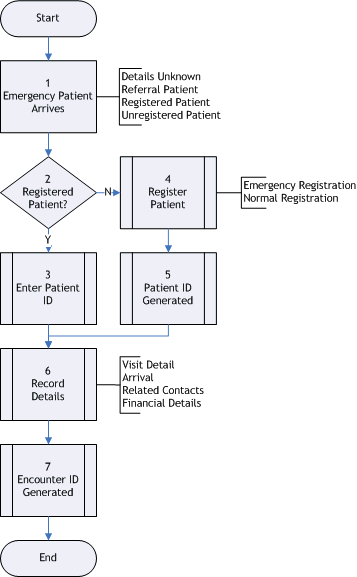 Start
1
Emergency Patient
Arrives
Details Unknown
Referral Patient
Registered Patient
Unregistered Patient
2
Registered
Patient?
N
4
Register
Patient
Emergency Registration
Normal Registration
Y
3
Enter Patient
ID
5
Patient ID
Generated
6
Record
Details
Visit Detail
Arrival
Related Contacts
Financial Details
7
Encounter ID
Generated
End